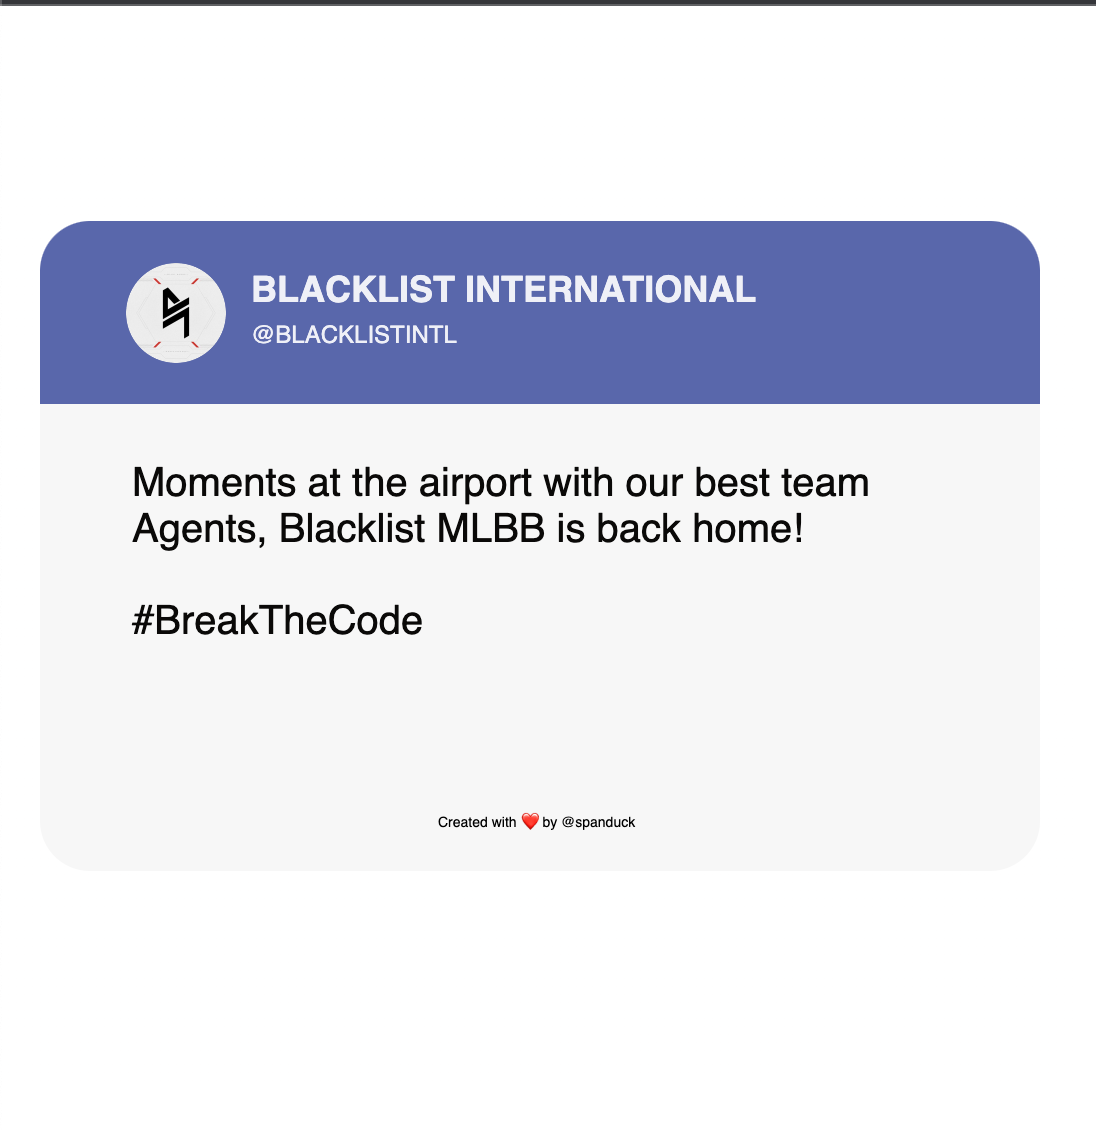 BLACKLIST INTERNATIONAL
@BLACKLISTINTL
Moments at the airport with our best team
Agents, Blacklist MLBB is back home!
#BreakTheCode
Created with ❤️ by @spanduck